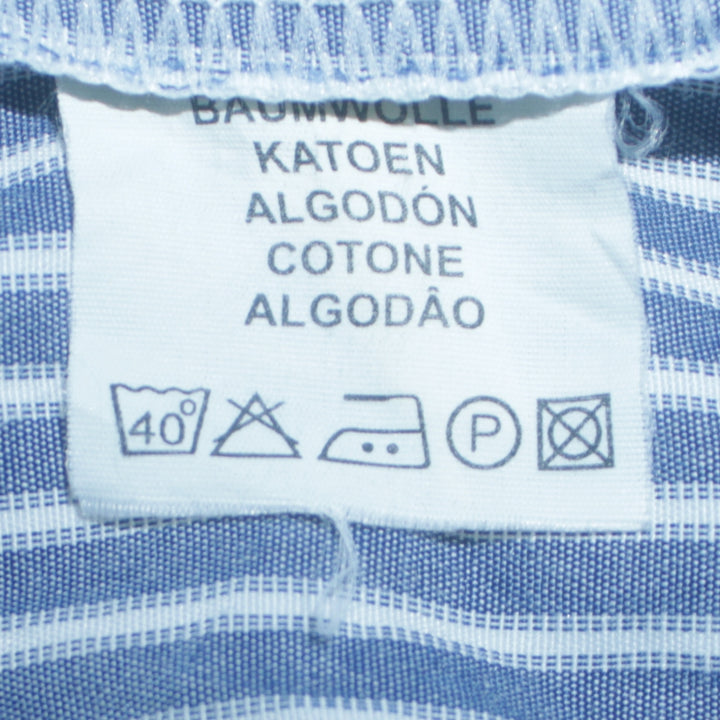 BAUMWOLLE
KATOEN
ALGODÓN
COTONE
ALGODÂO
40° P